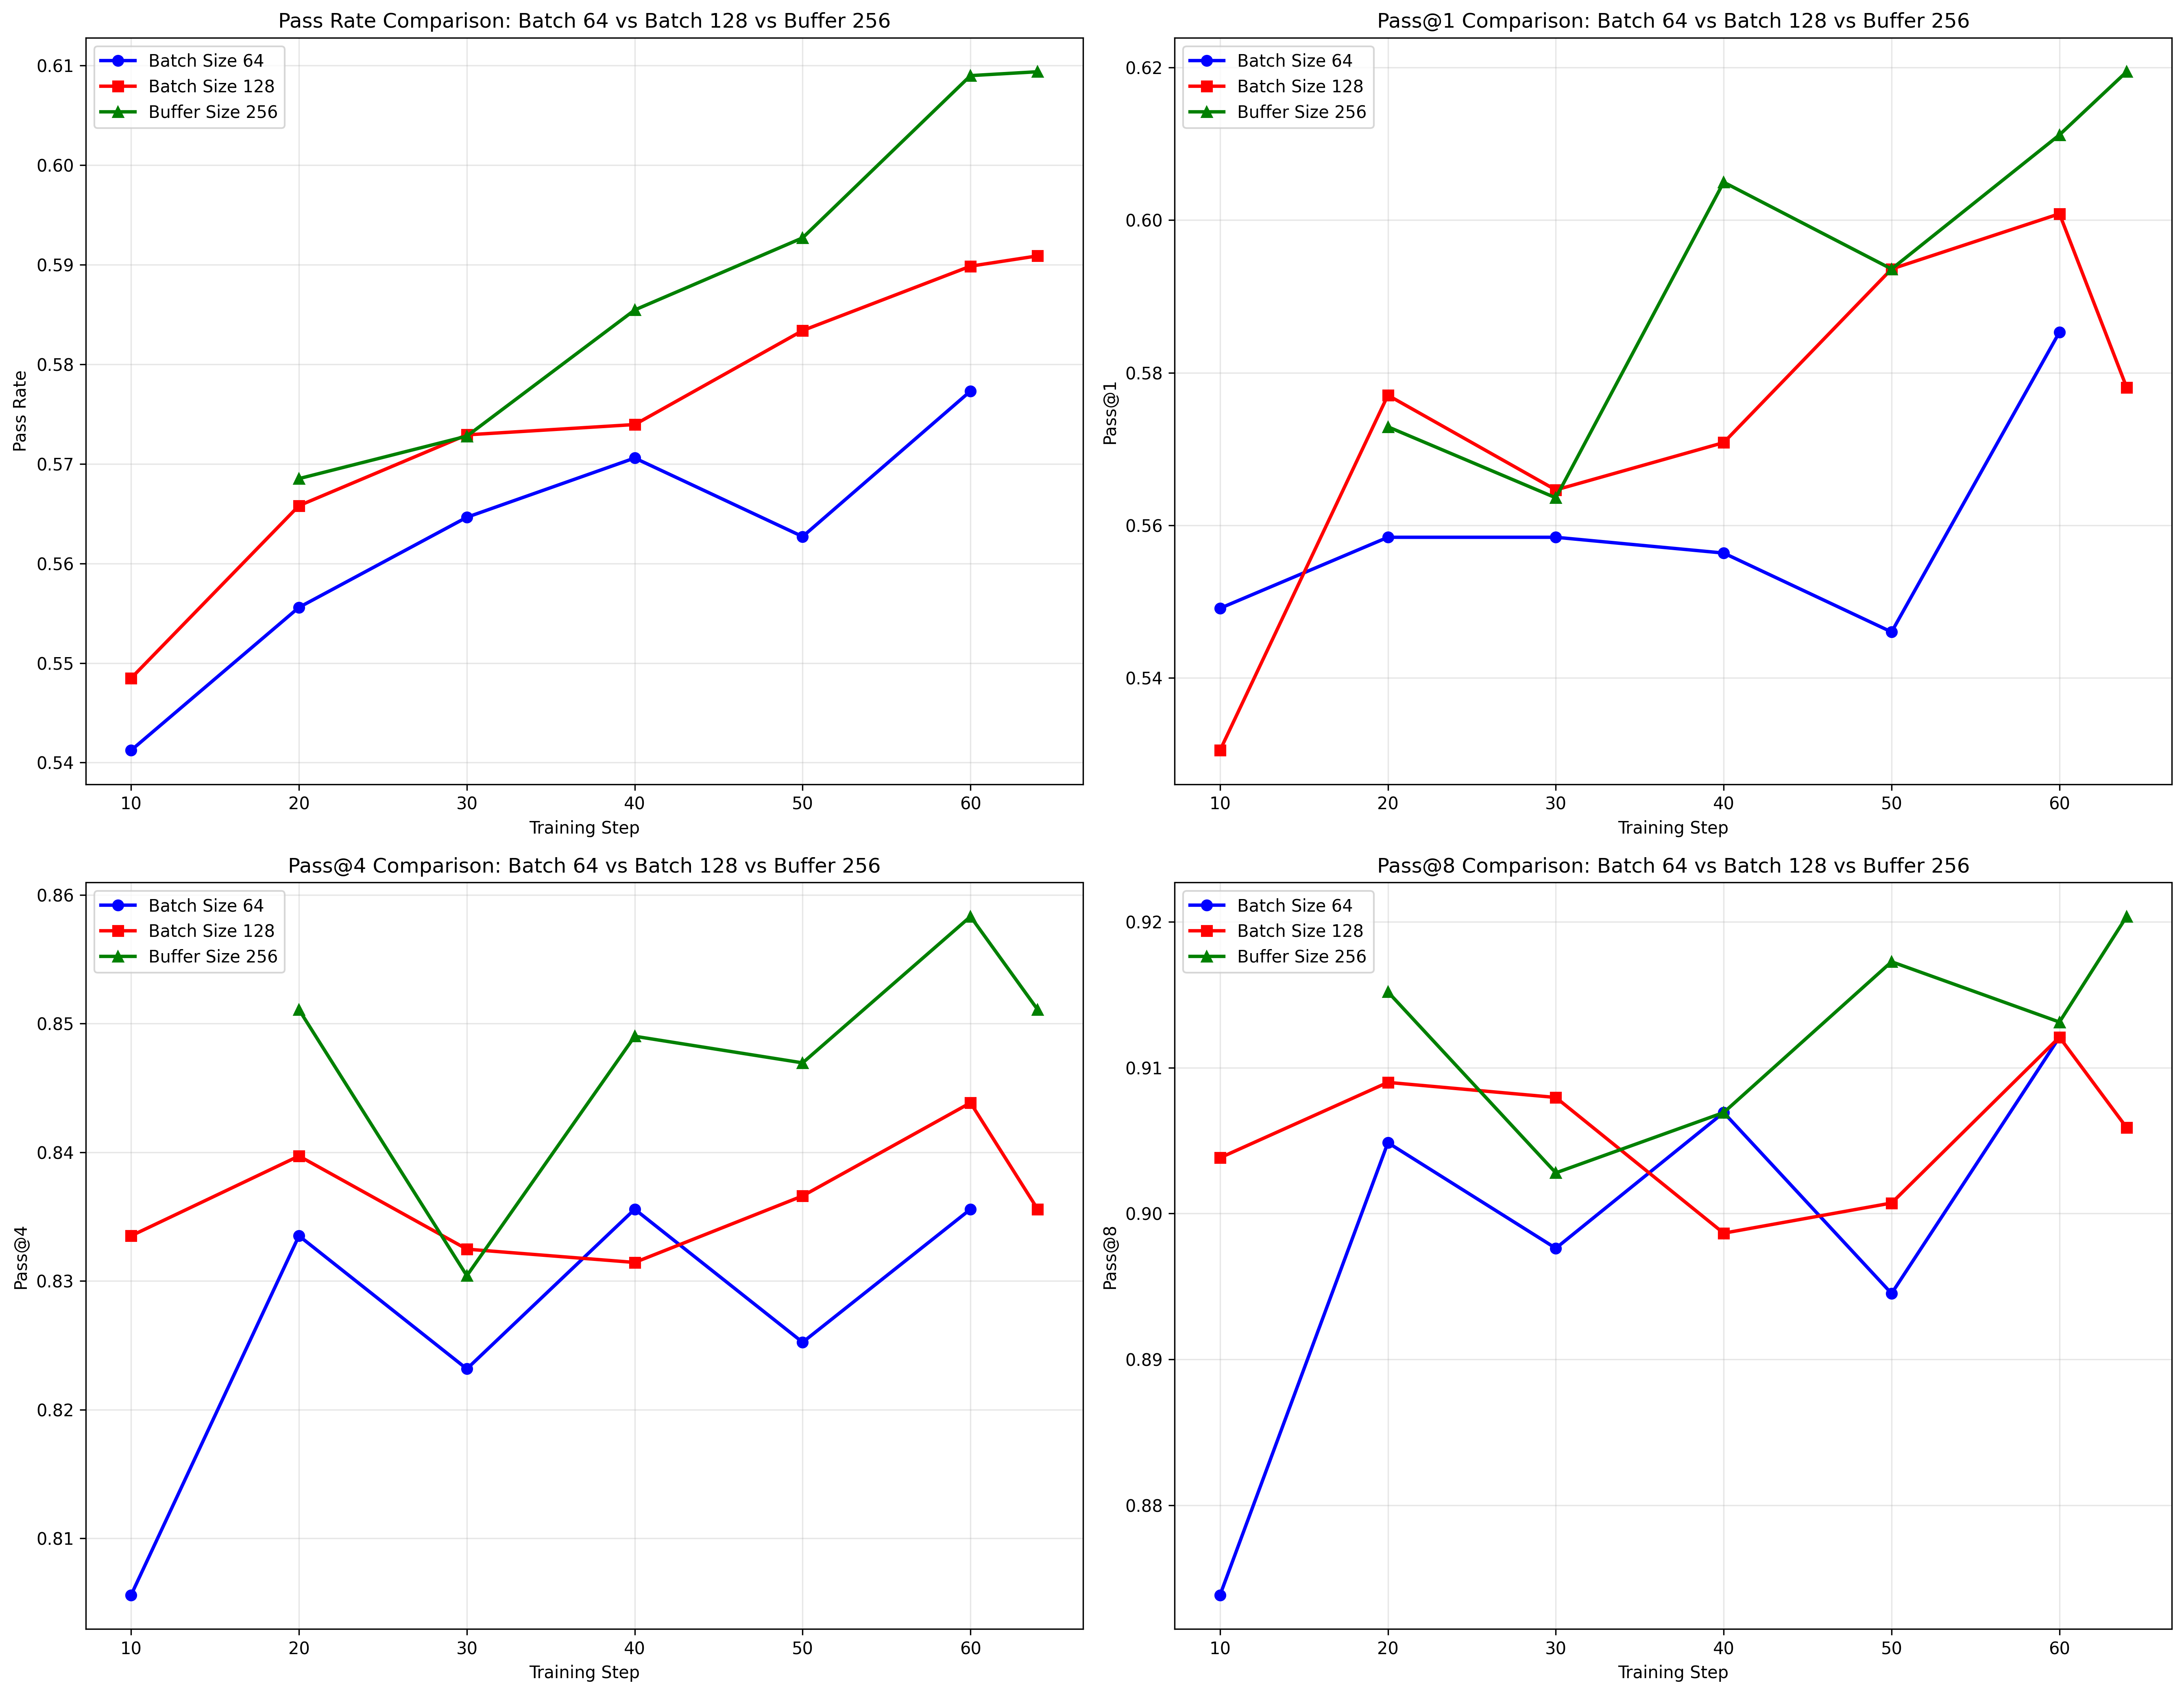 Pass Rate Comparison: Batch 64 vs Batch 128 vs Buffer 256
Batch Size 64
Batch Size 128
Buffer Size 256
0.61
0.60
0.59
0.58
0.57
0.56
0.55
0.54
Pass Rate
10 20 30 40 50 60
Training Step
Pass@1 Comparison: Batch 64 vs Batch 128 vs Buffer 256
Batch Size 64
Batch Size 128
Buffer Size 256
0.62
0.60
0.58
0.56
0.54
Pass@1
10 20 30 40 50 60
Training Step
Pass@4 Comparison: Batch 64 vs Batch 128 vs Buffer 256
Batch Size 64
Batch Size 128
Buffer Size 256
0.86
0.85
0.84
0.83
0.82
0.81
Pass@4
10 20 30 40 50 60
Training Step
Pass@8 Comparison: Batch 64 vs Batch 128 vs Buffer 256
Batch Size 64
Batch Size 128
Buffer Size 256
0.92
0.91
0.90
0.89
0.88
Pass@8
10 20 30 40 50 60
Training Step